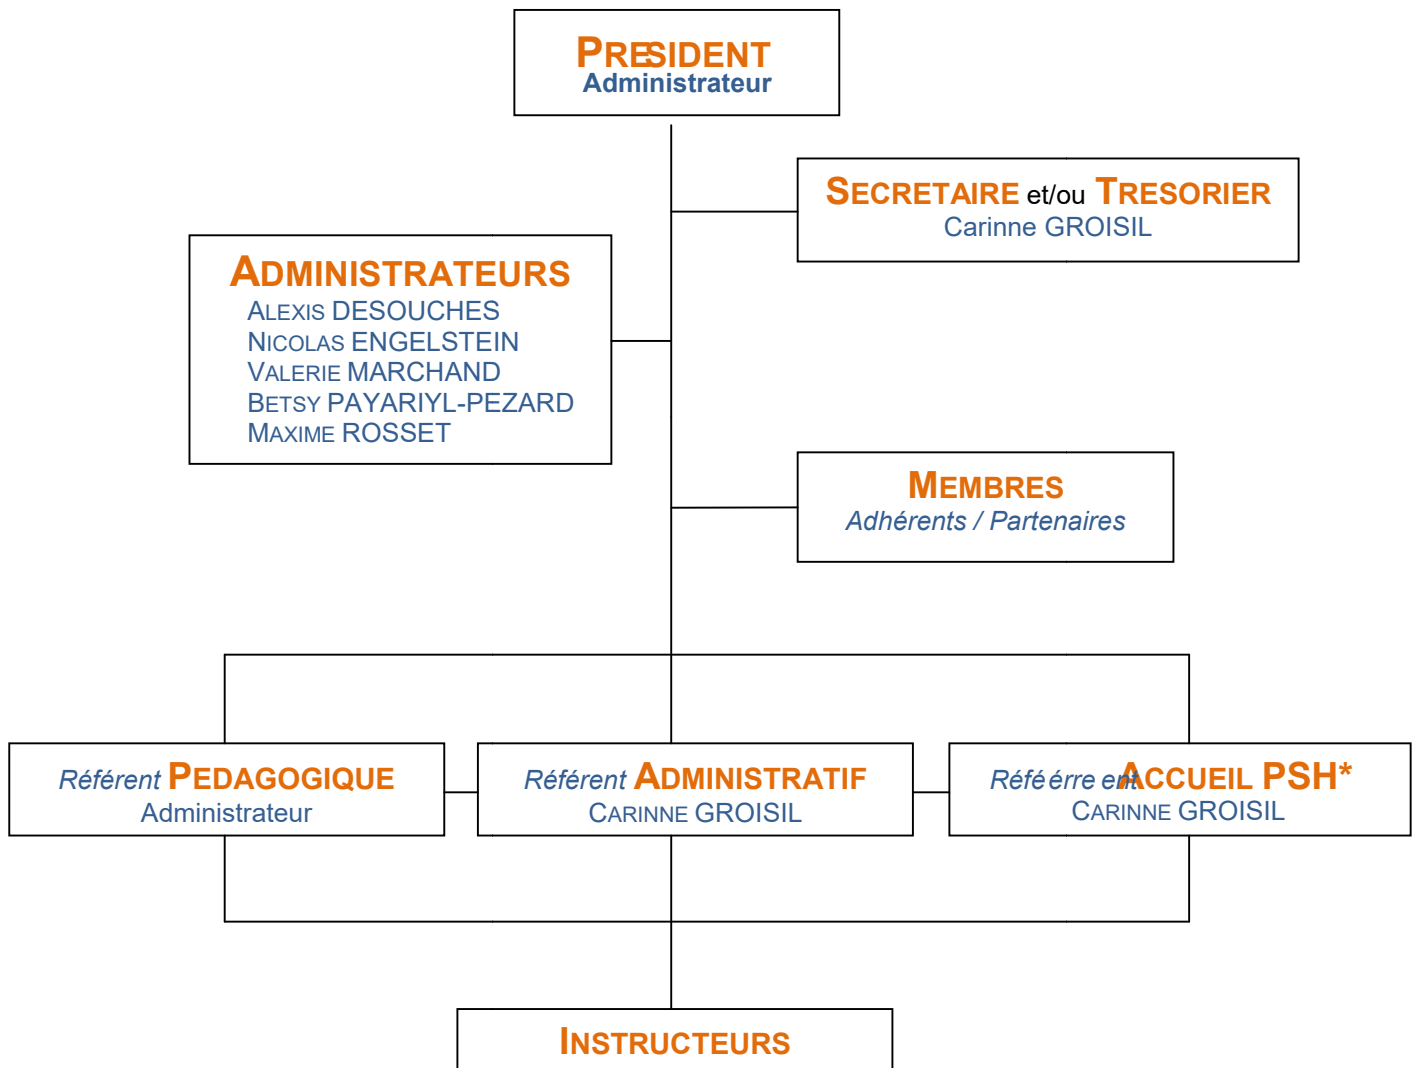 PRESIDENT
Administrateur
SECRETAIRE et/ou TRESORIER
Carinne GROISIL
ADMINISTRATEURS
ALEXIS DESOUCHES
NICOLAS ENGELSTEIN
VALERIE MARCHAND
BETSY PAYARIYL-PEZARD
MAXIME ROSSET
MEMBRES
Adhérents / Partenaires
Référent PEDAGOGIQUE
Administrateur
Référent ADMINISTRATIF
CARINNE GROISIL
ACCUEIL PSH*
CARINNE GROISIL
INSTRUCTEURS